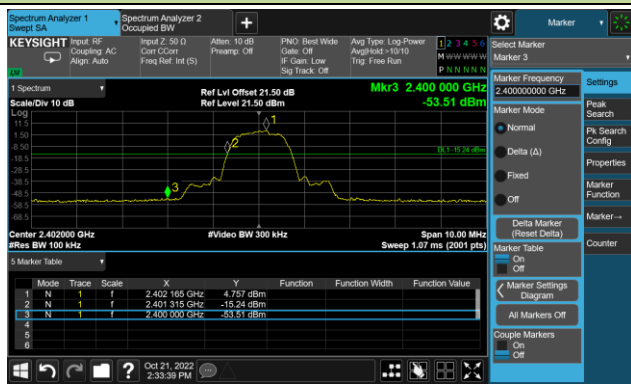 Spectrum Analyzer 1
Swept SA
Spectrum Analyzer 2
Occupied BW
Marker
KEYSIGHT
Input: RF
Coupling: AC
Align: Auto
Input Z: 50 Ω
Corr CCorr
Freq Ref: Int (S)
Atten: 10 dB
Preamp: Off
PNO: Best Wide
Gate: Off
IF Gain: Low
Sig Track: Off
Avg Type: Log-Power
Avg|Hold:>10/10
Trig: Free Run
1 2 3 4 5 6
M W W W W W
P N N N N N
LW
Select Marker
Marker 3
Marker Frequency
2.400000000 GHz
Settings
Marker Mode
Normal
Delta (Δ)
Fixed
Off
Delta Marker
(Reset Delta)
Marker Table
On
Off
Marker Settings
Diagram
All Markers Off
Couple Markers
On
Off
Peak
Search
Pk Search
Config
Properties
Marker
Function
Marker→
Counter
1 Spectrum
Scale/Div 10 dB
Ref Lvl Offset 21.50 dB
Ref Level 21.50 dBm
Mkr3 2.400 000 GHz
-53.51 dBm
Log
11.5
1.50
-8.50
-18.5
-28.5
-38.5
-48.5
-58.5
-68.5
1
2
3
DL1 -15.24 dBm
Center 2.402000 GHz
#Video BW 300 kHz
Span 10.00 MHz
#Res BW 100 kHz
Sweep 1.07 ms (2001 pts)
5 Marker Table
Mode Trace Scale X Y Function Function Width Function Value
1 N 1 f 2.402 165 GHz 4.757 dBm
2 N 1 f 2.401 315 GHz -15.24 dBm
3 N 1 f 2.400 000 GHz -53.51 dBm
4
5
6
?
Oct 21, 2022
2:33:39 PM